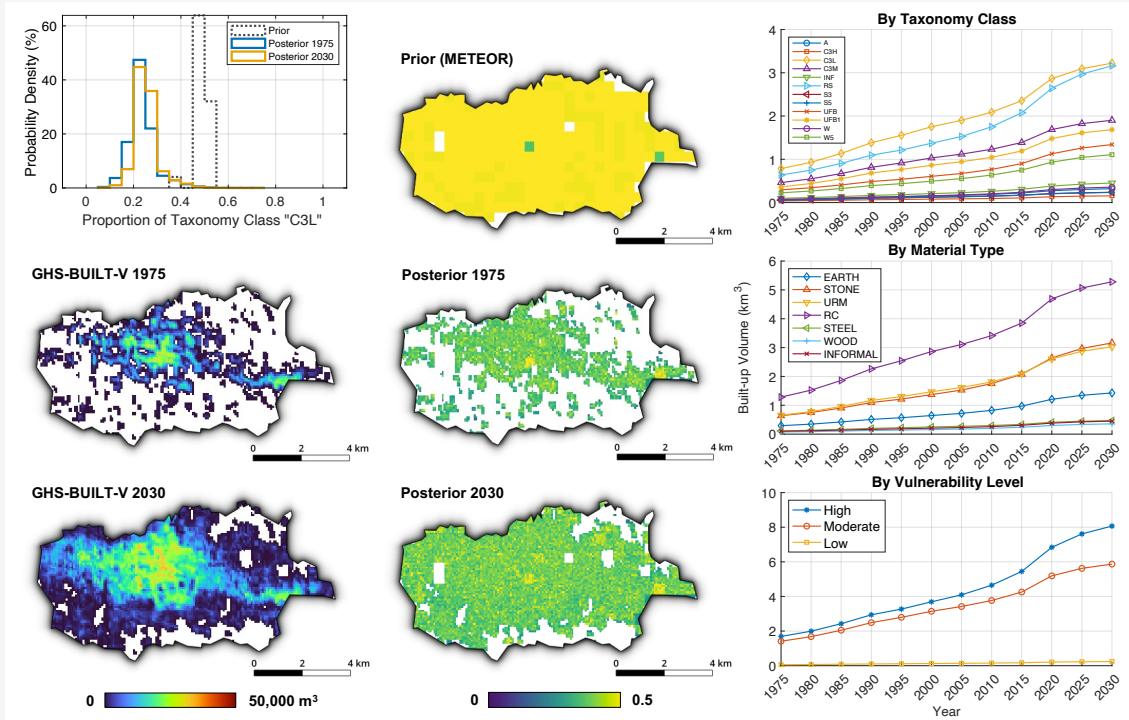 60
40
20
0
Probability Density (%)
Prior
Posterior 1975
Posterior 2030
0
0.2
0.4
0.6
0.8
1
Proportion of Taxonomy Class "C3L"
Prior (METEOR)
0
2
4 km
By Taxonomy Class
4
3
2
1
0
A
C3H
C3L
C3M
INF
RS
S3
S5
UFB
UFB1
W
W5
1975
1980
1985
1990
1995
2000
2005
2010
2015
2020
2025
2030
GHS-BUILT-V 1975
0
2
4 km
Posterior 1975
0
2
4 km
By Material Type
Built-up Volume (km³)
6
5
4
3
2
1
0
EARTH
STONE
URM
RC
STEEL
WOOD
INFORMAL
1975
1980
1985
1990
1995
2000
2005
2010
2015
2020
2025
2030
GHS-BUILT-V 2030
0
2
4 km
0
50,000 m³
Posterior 2030
0
2
4 km
0
0.5
By Vulnerability Level
10
8
6
4
2
0
High
Moderate
Low
1975
1980
1985
1990
1995
2000
2005
2010
2015
2020
2025
2030
Year